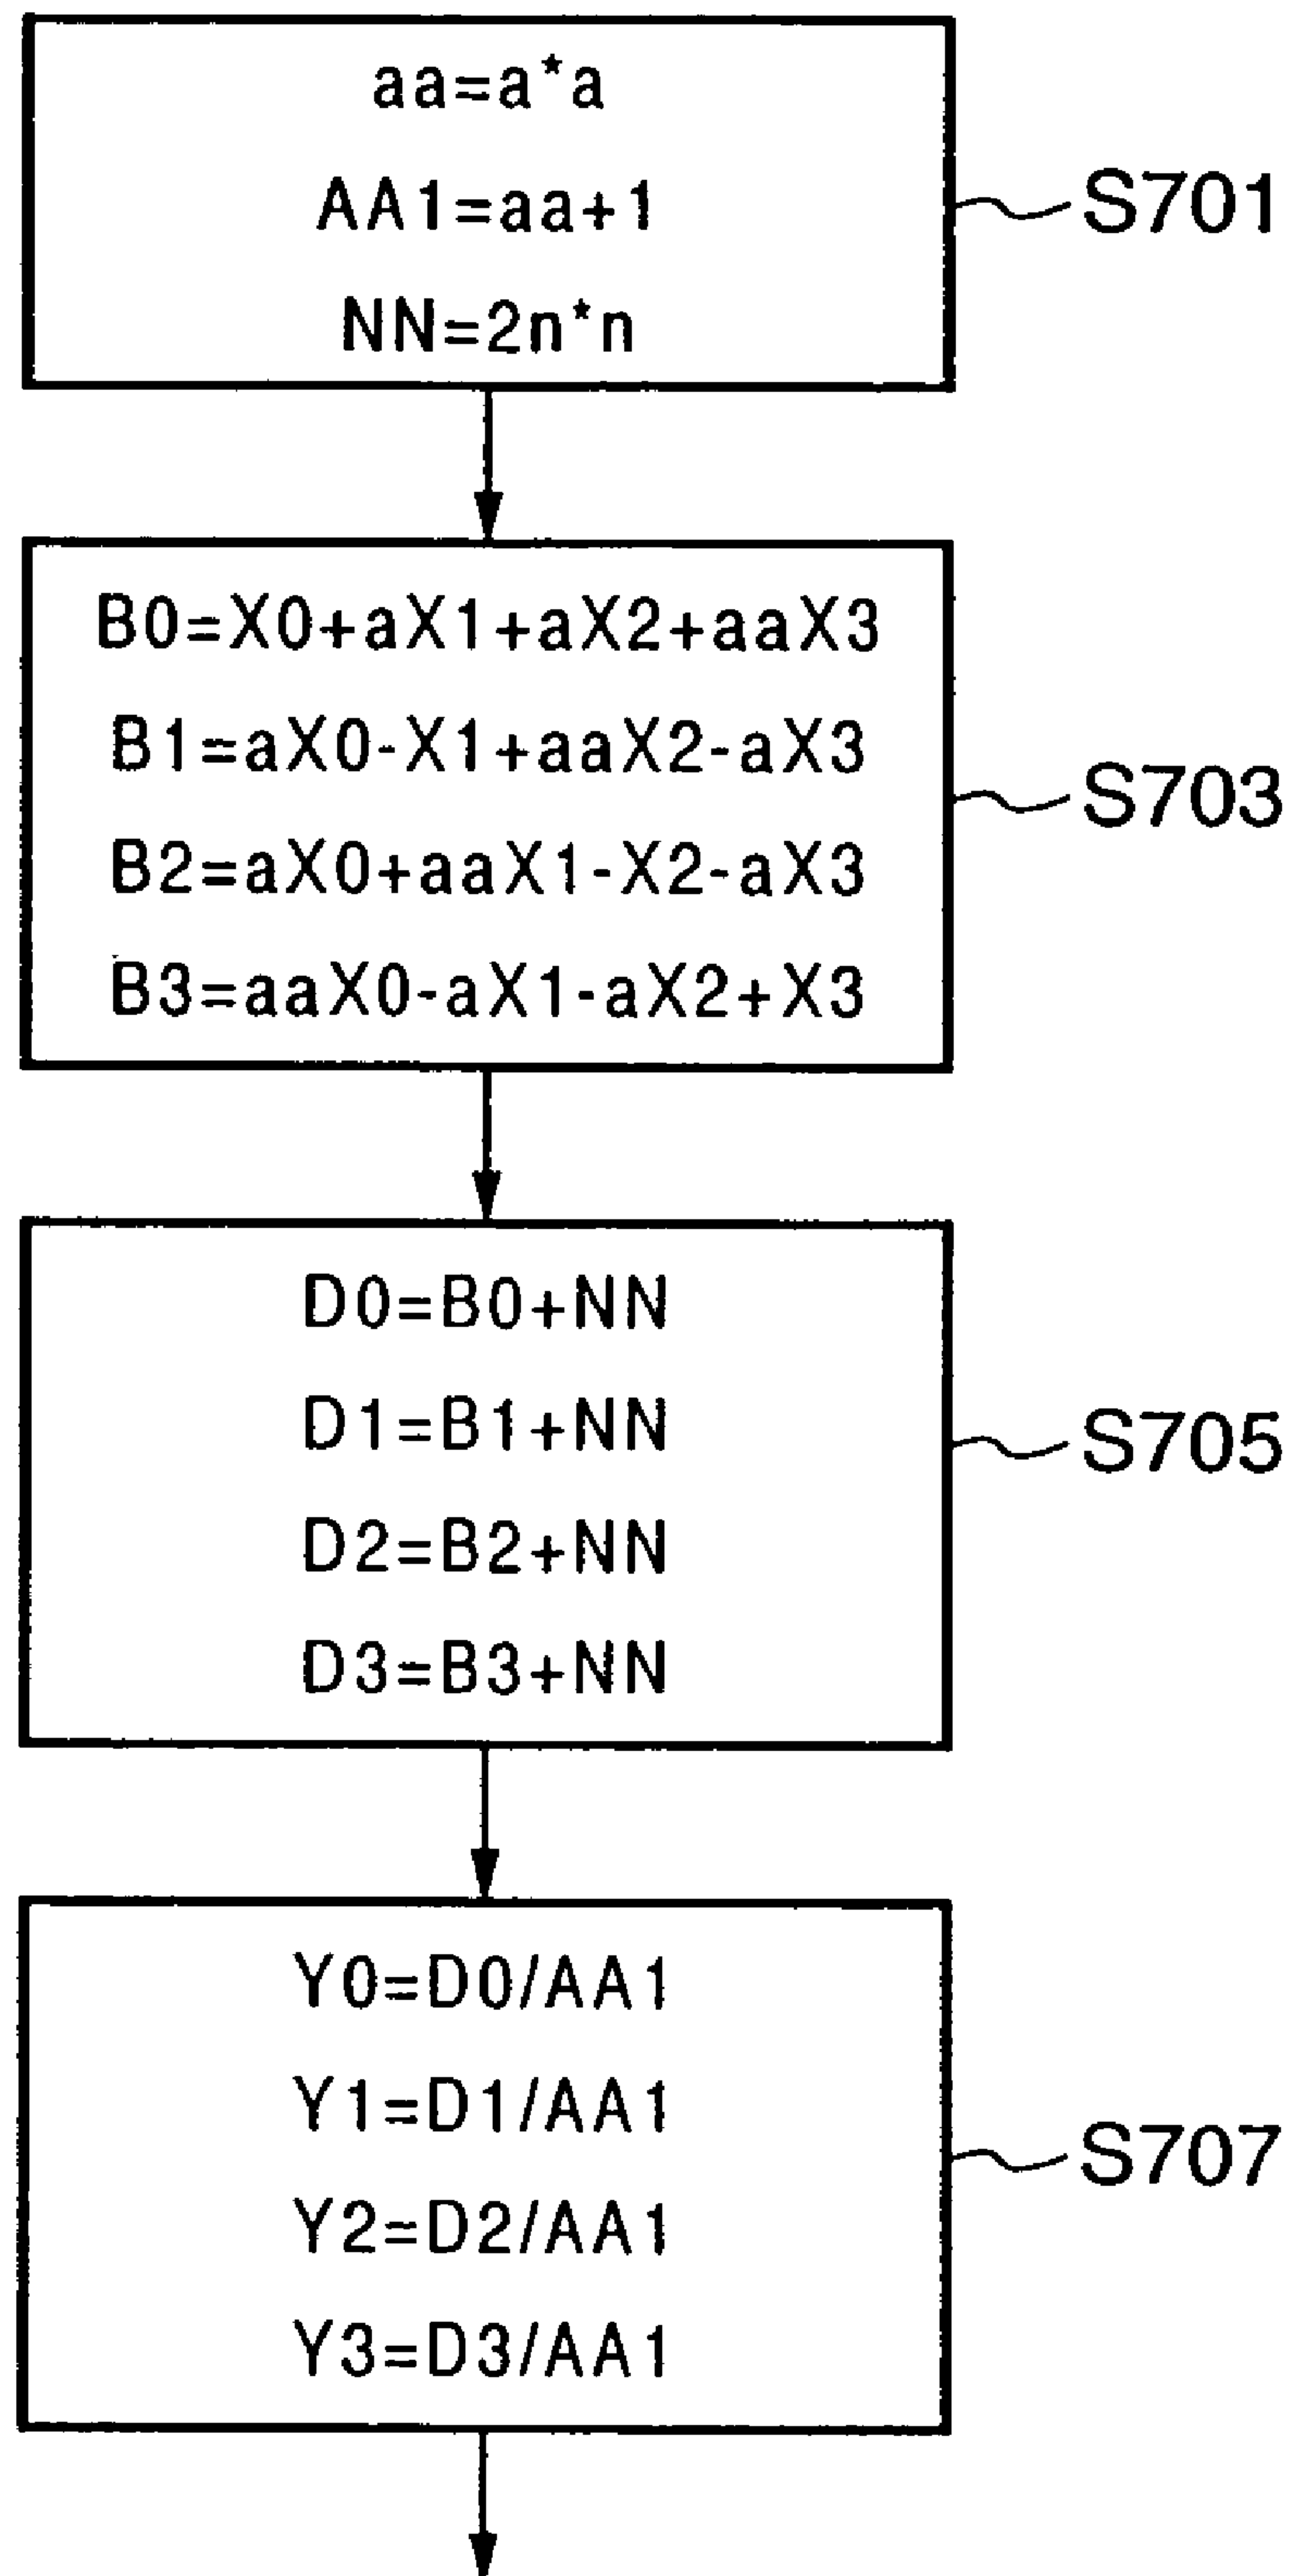 aa=a*a
AA1=aa+1
NN=2n*n
S701
B0=X0+aX1+aX2+aaX3
B1=aX0-X1+aaX2-aX3
B2=aX0+aaX1-X2-aX3
B3=aaX0-aX1-aX2+X3
S703
D0=B0+NN
D1=B1+NN
D2=B2+NN
D3=B3+NN
S705
Y0=D0/AA1
Y1=D1/AA1
Y2=D2/AA1
Y3=D3/AA1
S707